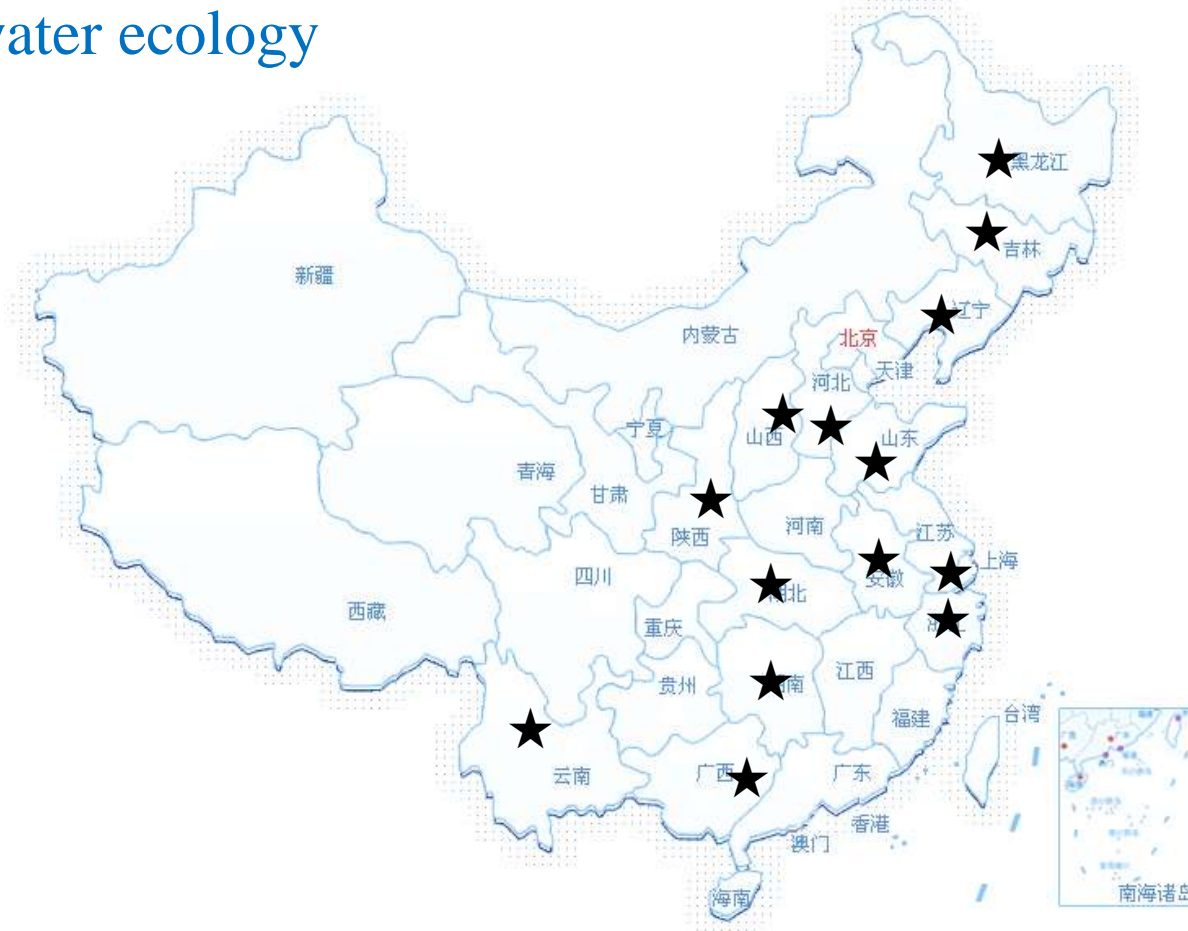 water ecology
黑龙江
吉林
新疆
辽宁
内蒙古
北京
天津
河北
宁夏
山西
山东
青海
甘肃
河南
陕西
江苏
上海
四川
安徽
北
西藏
重庆
江西
贵州
南
福建
台湾
云南
广西
广东
香港
澳门
海南
南海诸岛